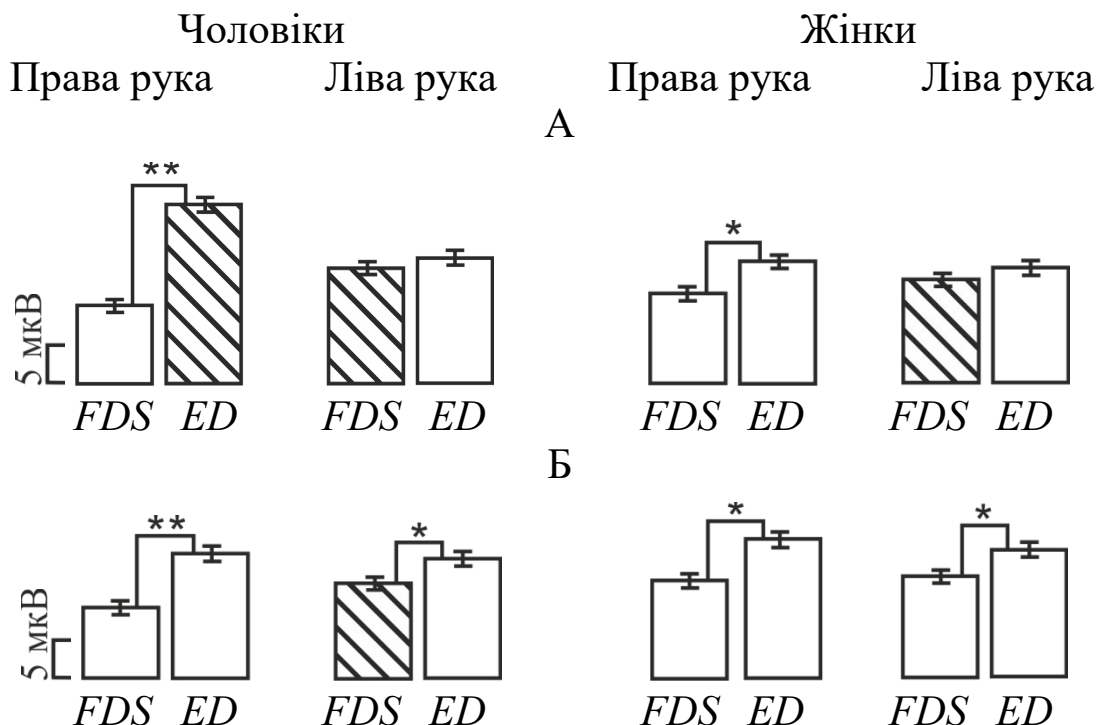 Чоловіки Жінки
Права рука Ліва рука Права рука Ліва рука
А
** *
5 мкВ
FDS ED FDS ED FDS ED FDS ED
Б
** * * *
5 мкВ
FDS ED FDS ED FDS ED FDS ED